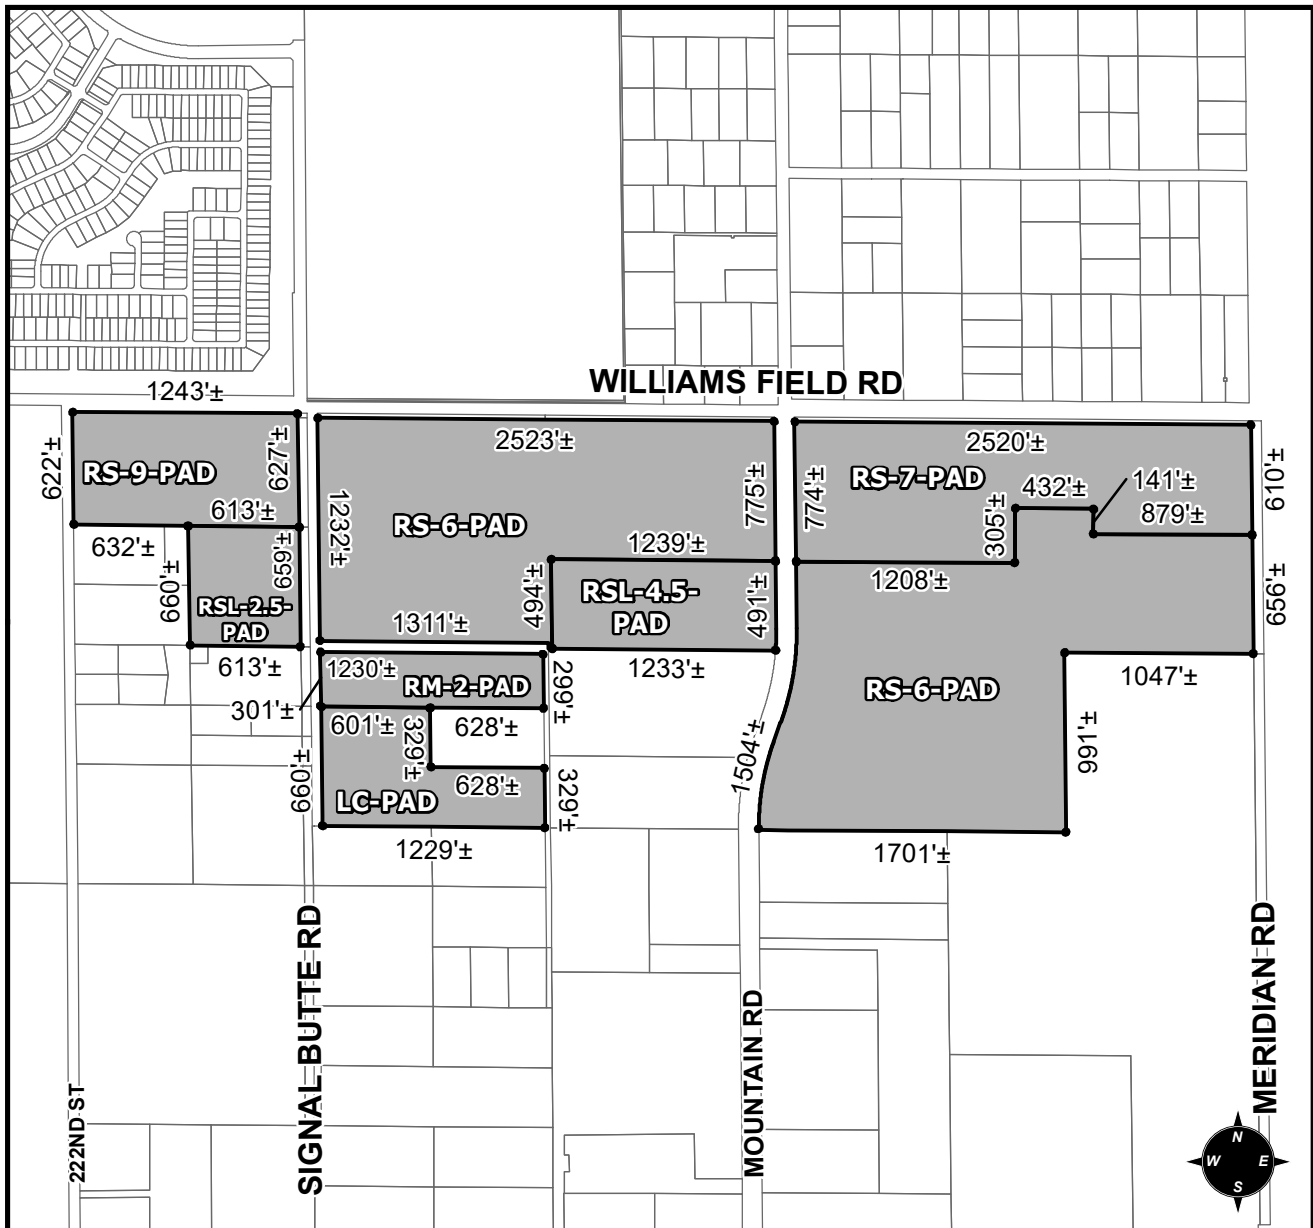 WILLIAMS FIELD RD
1243'±
622'±
RS-9-PAD
627'±
613'±
632'±
660'±
659'±
RSL-2.5-
PAD
613'±
2523'±
1232'±
RS-6-PAD
775'±
1239'±
494'±
RSL-4.5-
PAD
491'±
1311'±
1233'±
1230'±
RM-2-PAD
299'±
301'±
601'±
329'±
628'±
660'±
628'±
LC-PAD
329'±
1229'±
2520'±
774'±
RS-7-PAD
432'±
141'±
610'±
305'±
879'±
1208'±
656'±
RS-6-PAD
1047'±
991'±
1504'±
1701'±
222ND ST
SIGNAL BUTTE RD
MOUNTAIN RD
MERIDIAN RD
N
W E
S